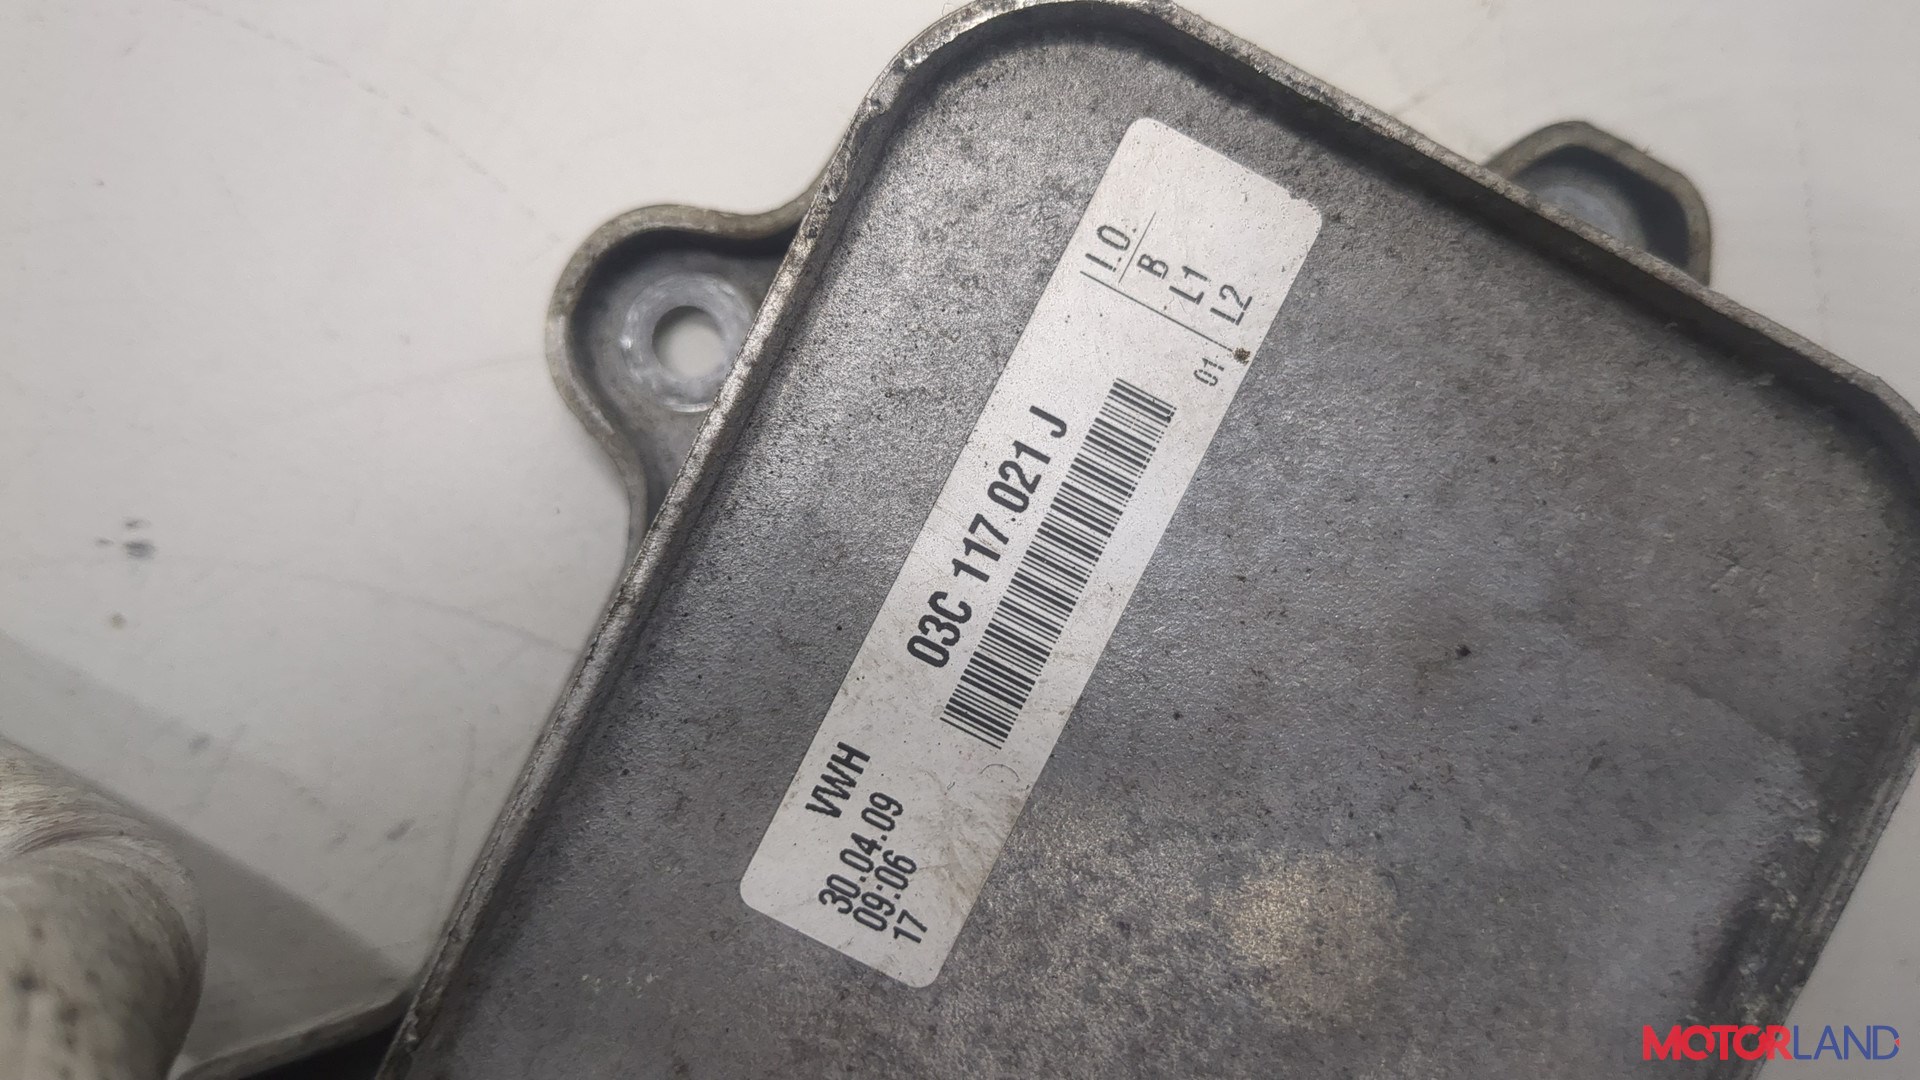 I.O.
B
L1
L2
01
03C 117 021 J
VWH
30.04.09
09:06
17
MOTORLAND